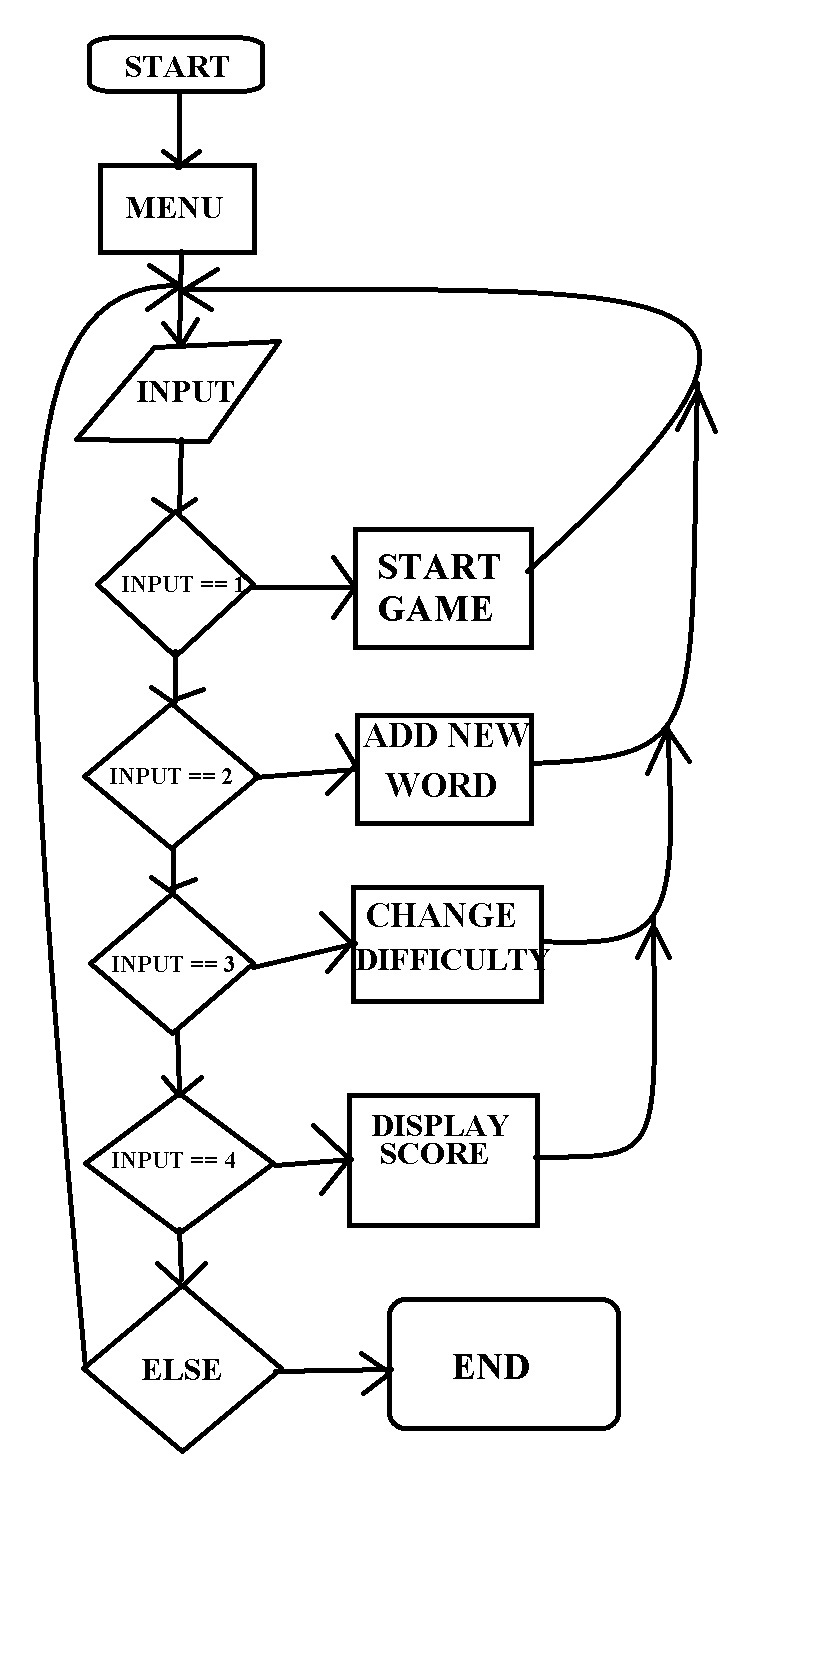 START
MENU
INPUT
INPUT == 1
START
GAME
INPUT == 2
ADD NEW
WORD
INPUT == 3
CHANGE
DIFFICULTY
INPUT == 4
DISPLAY
SCORE
ELSE
END